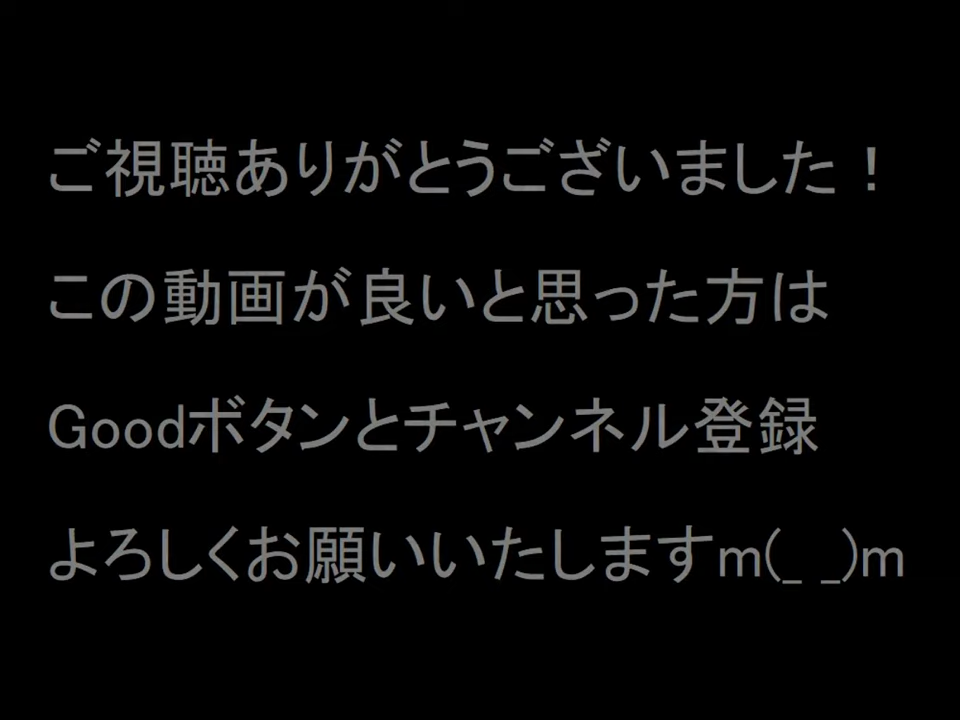 ご視聴ありがとうございました！
この動画が良いと思った方は
Goodボタンとチャンネル登録
よろしくお願いいたしますm(_ _)m